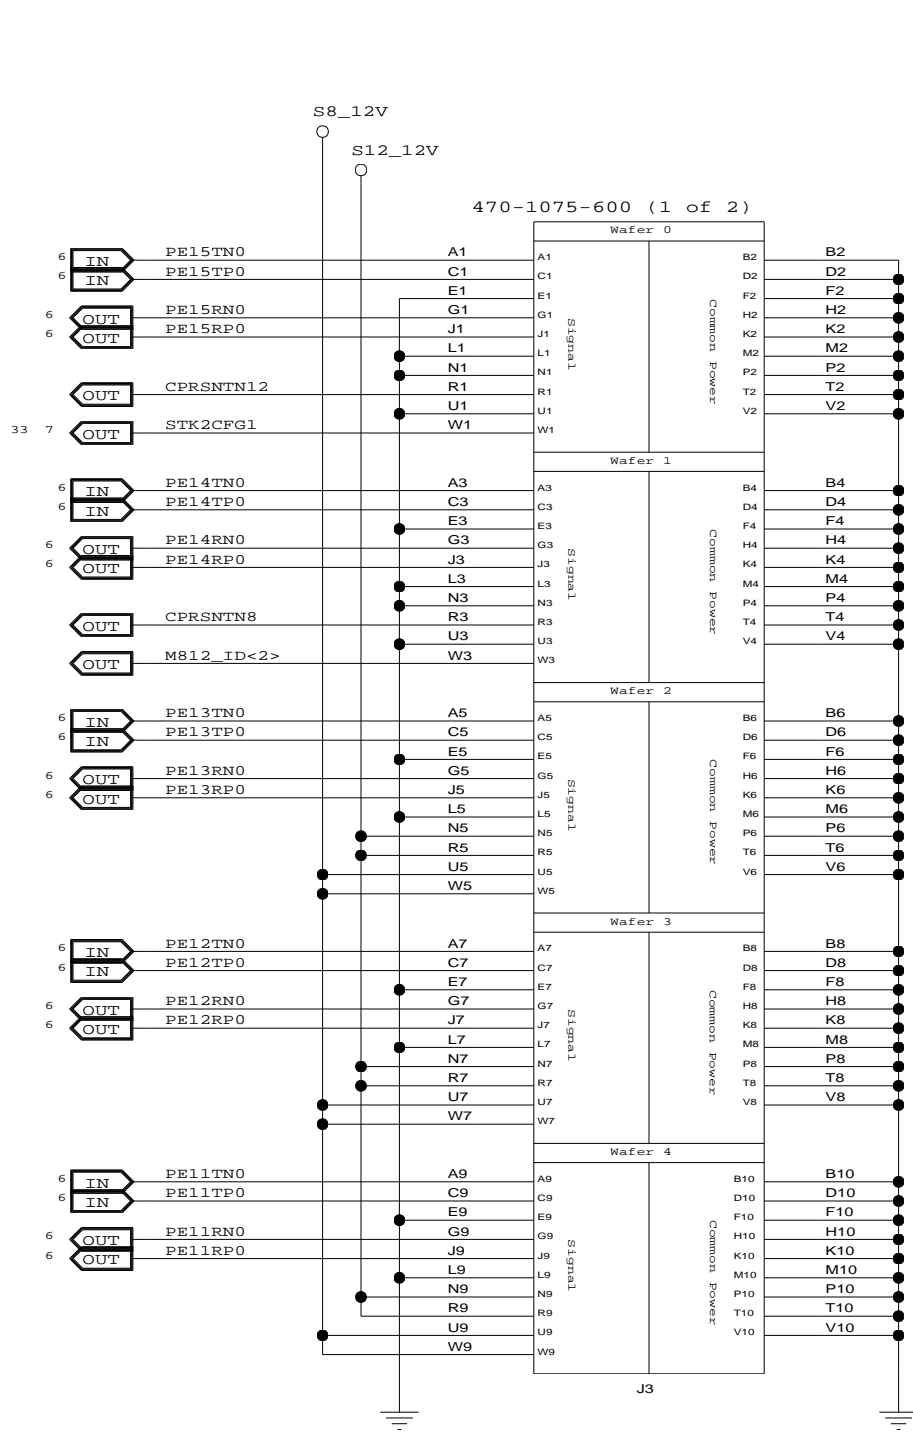 S8_12V
S12_12V
470-1075-600 (1 of 2)
Wafer 0
6 IN PE15TN0 A1 A1 B2 B2
6 IN PE15TP0 C1 C1 D2 D2
E1 E1 F2 F2
6 OUT PE15RN0 G1 G1 H2 H2
6 OUT PE15RP0 J1 J1 K2 K2
L1 L1 M2 M2
N1 N1 P2 P2
OUT CPRSNTN12 R1 R1 T2 T2
U1 U1 V2 V2
33 7 OUT STK2CFG1 W1 W1
Signal
Common Power
Wafer 1
6 IN PE14TN0 A3 A3 B4 B4
6 IN PE14TP0 C3 C3 D4 D4
E3 E3 F4 F4
6 OUT PE14RN0 G3 G3 H4 H4
6 OUT PE14RP0 J3 J3 K4 K4
L3 L3 M4 M4
N3 N3 P4 P4
OUT CPRSNTN8 R3 R3 T4 T4
U3 U3 V4 V4
OUT M812_ID<2> W3 W3
Signal
Common Power
Wafer 2
6 IN PE13TN0 A5 A5 B6 B6
6 IN PE13TP0 C5 C5 D6 D6
E5 E5 F6 F6
6 OUT PE13RN0 G5 G5 H6 H6
6 OUT PE13RP0 J5 J5 K6 K6
L5 L5 M6 M6
N5 N5 P6 P6
R5 R5 T6 T6
U5 U5 V6 V6
W5 W5
Signal
Common Power
Wafer 3
6 IN PE12TN0 A7 A7 B8 B8
6 IN PE12TP0 C7 C7 D8 D8
E7 E7 F8 F8
6 OUT PE12RN0 G7 G7 H8 H8
6 OUT PE12RP0 J7 J7 K8 K8
L7 L7 M8 M8
N7 N7 P8 P8
R7 R7 T8 T8
U7 U7 V8 V8
W7 W7
Signal
Common Power
Wafer 4
6 IN PE11TN0 A9 A9 B10 B10
6 IN PE11TP0 C9 C9 D10 D10
E9 E9 F10 F10
6 OUT PE11RN0 G9 G9 H10 H10
6 OUT PE11RP0 J9 J9 K10 K10
L9 L9 M10 M10
N9 N9 P10 P10
R9 R9 T10 T10
U9 U9 V10 V10
W9 W9
Signal
Common Power
J3